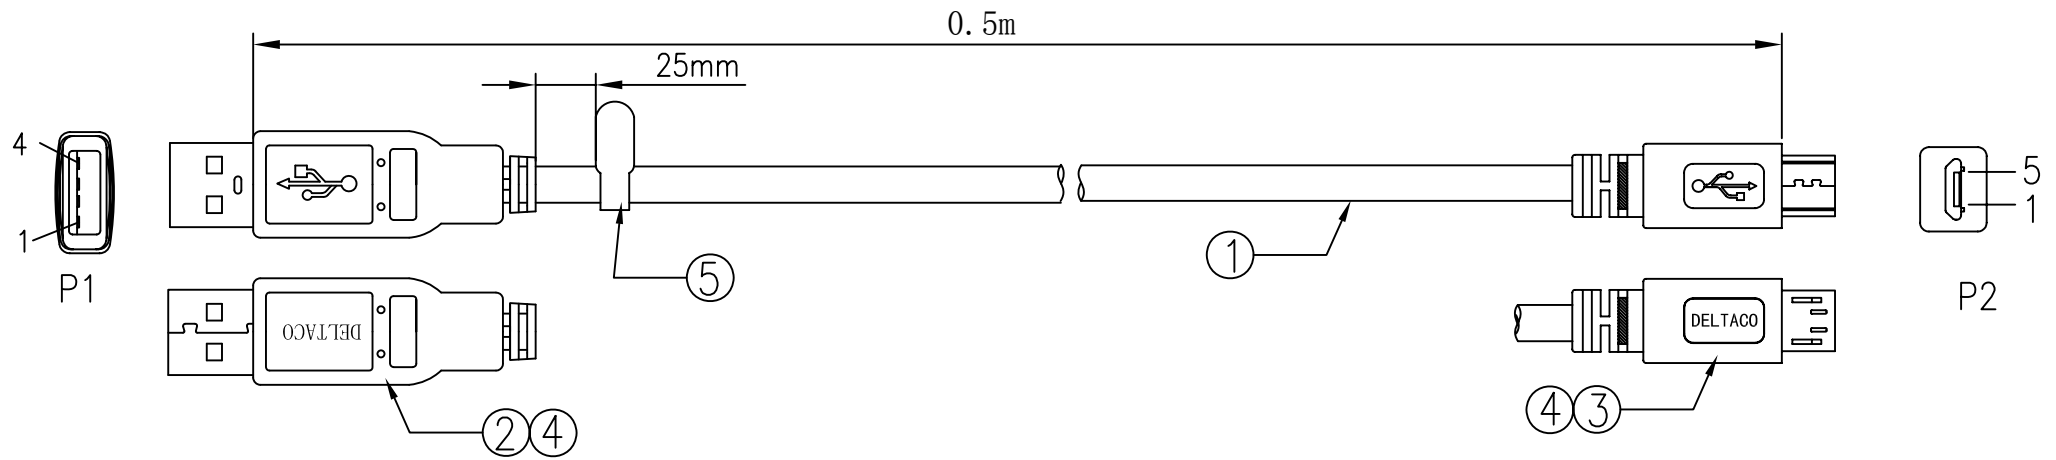 0.5m
25mm
4
1
P1
5
1
P2
⑤
①
DELTACO
DELTACO
②④
④③